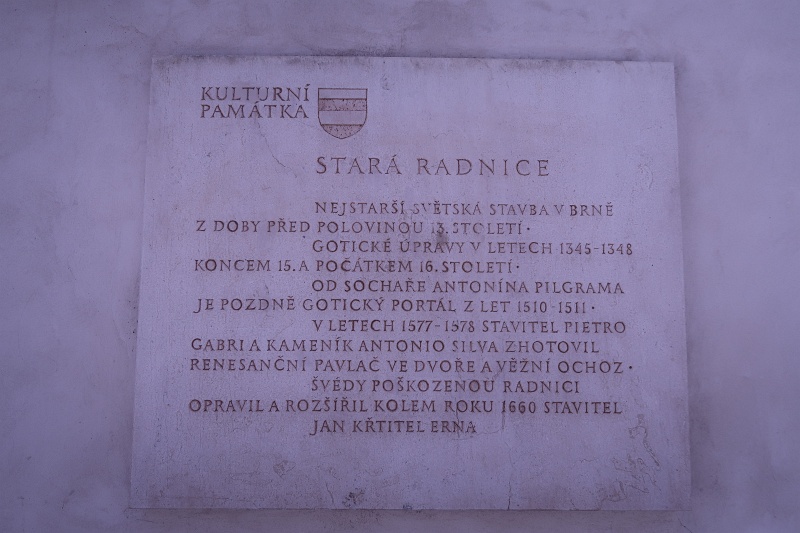 KULTURNÍ
PAMÁTKA
STARÁ RADNICE
NEJSTARŠÍ SVĚTSKÁ STAVBA V BRNĚ
Z DOBY PŘED POLOVINOU 13. STOLETÍ·
GOTICKÉ ÚPRAVY V LETECH 1345-1348
KONCEM 15. A POČÁTKEM 16. STOLETÍ·
OD SOCHAŘE ANTONÍNA PILGRAMA
JE POZDNĚ GOTICKÝ PORTÁL Z LET 1510-1511·
V LETECH 1577-1578 STAVITEL PIETRO
GABRI A KAMENÍK ANTONIO SILVA ZHOTOVIL
RENESANČNÍ PAVLAČ VE DVOŘE A VĚŽNÍ OCHOZ·
ŠVÉDY POŠKOZENOU RADNICI
OPRAVIL A ROZŠÍŘIL KOLEM ROKU 1660 STAVITEL
JAN KŘTITEL ERNA